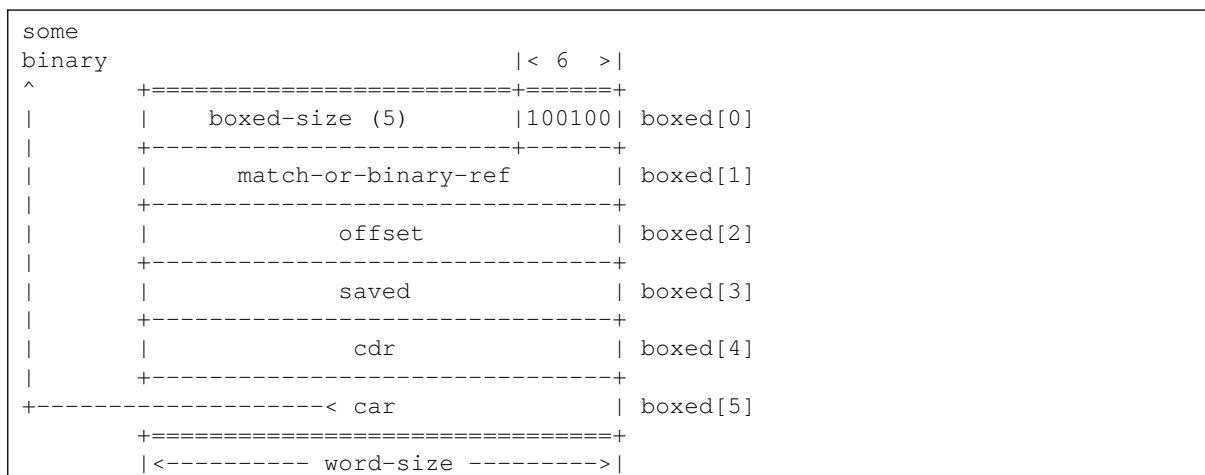 some
binary                            |< 6  >|
^       +=========================+======+
|       |    boxed-size (5)       |100100| boxed[0]
|       +-------------------------+------+
|       |      match-or-binary-ref       | boxed[1]
|       +--------------------------------+
|       |             offset             | boxed[2]
|       +--------------------------------+
|       |             saved              | boxed[3]
|       +--------------------------------+
|       |              cdr               | boxed[4]
|       +--------------------------------+
+--------------------< car               | boxed[5]
        +================================+
        |<---------- word-size --------->|